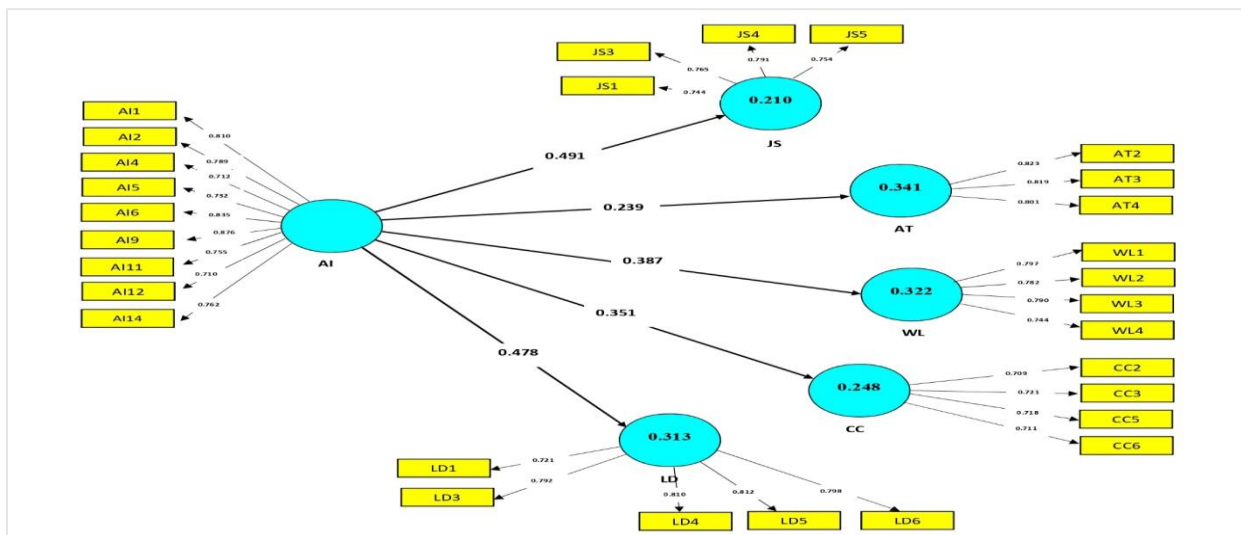 JS4
JS5
JS3
0.791
0.754
0.765
JS1
0.744
0.210
JS
AI1
AI2
AI4
AI5
AI6
AI9
AI11
AI12
AI14
0.810
0.789
0.712
0.732
0.835
0.876
0.755
0.710
0.762
AI
0.491
0.239
0.387
0.351
0.478
0.341
AT
0.823
0.819
0.801
AT2
AT3
AT4
0.322
WL
0.797
0.782
0.790
0.744
WL1
WL2
WL3
WL4
0.248
CC
0.709
0.721
0.718
0.711
CC2
CC3
CC5
CC6
0.313
LD
0.721
0.792
0.810
0.812
0.798
LD1
LD3
LD4
LD5
LD6